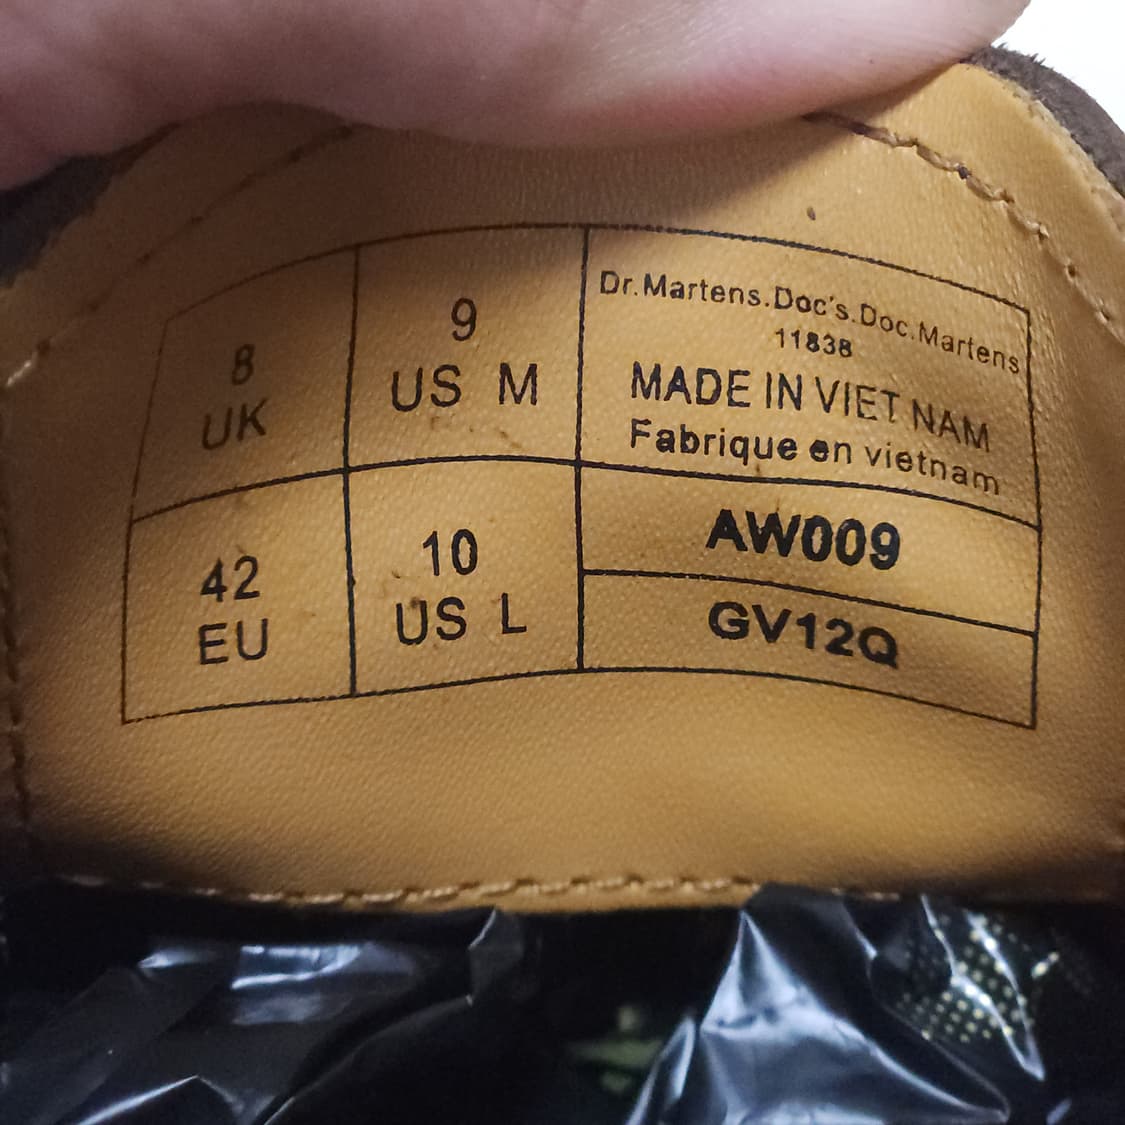 8
UK
9
US M
Dr.Martens.Doc's.Doc.Martens
11838
MADE IN VIET NAM
Fabrique en vietnam
42
EU
10
US L
AW009
GV12Q